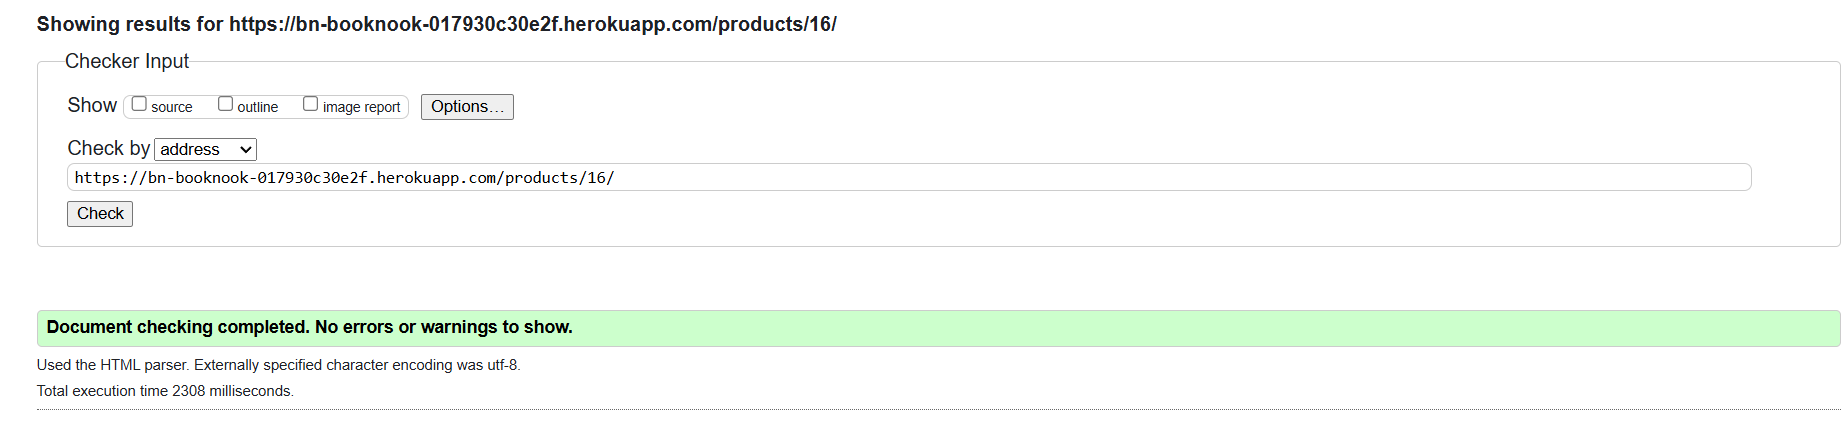 Showing results for https://bn-booknook-017930c30e2f.herokuapp.com/products/16/
Checker Input
Show source outline image report Options...
Check by address
https://bn-booknook-017930c30e2f.herokuapp.com/products/16/
Check
Document checking completed. No errors or warnings to show.
Used the HTML parser. Externally specified character encoding was utf-8.
Total execution time 2308 milliseconds.